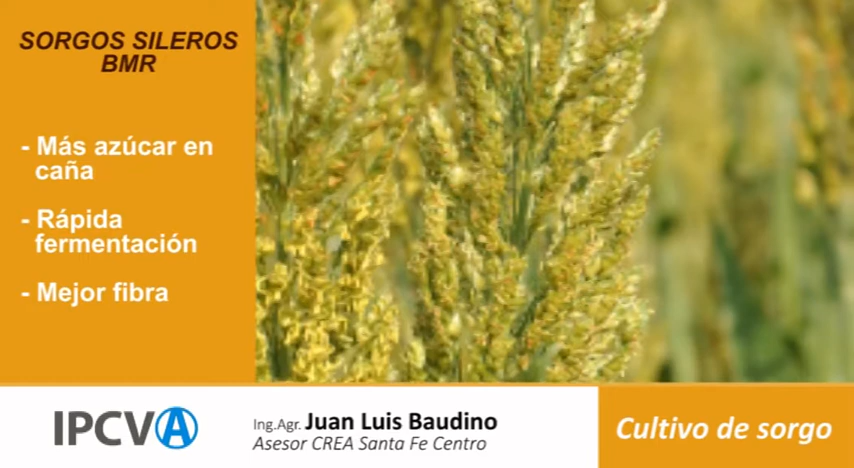 SORGOS SILEROS
BMR
- Más azúcar en
caña
- Rápida
fermentación
- Mejor fibra
IPCVA
Ing.Agr. Juan Luis Baudino
Asesor CREA Santa Fe Centro
Cultivo de sorgo